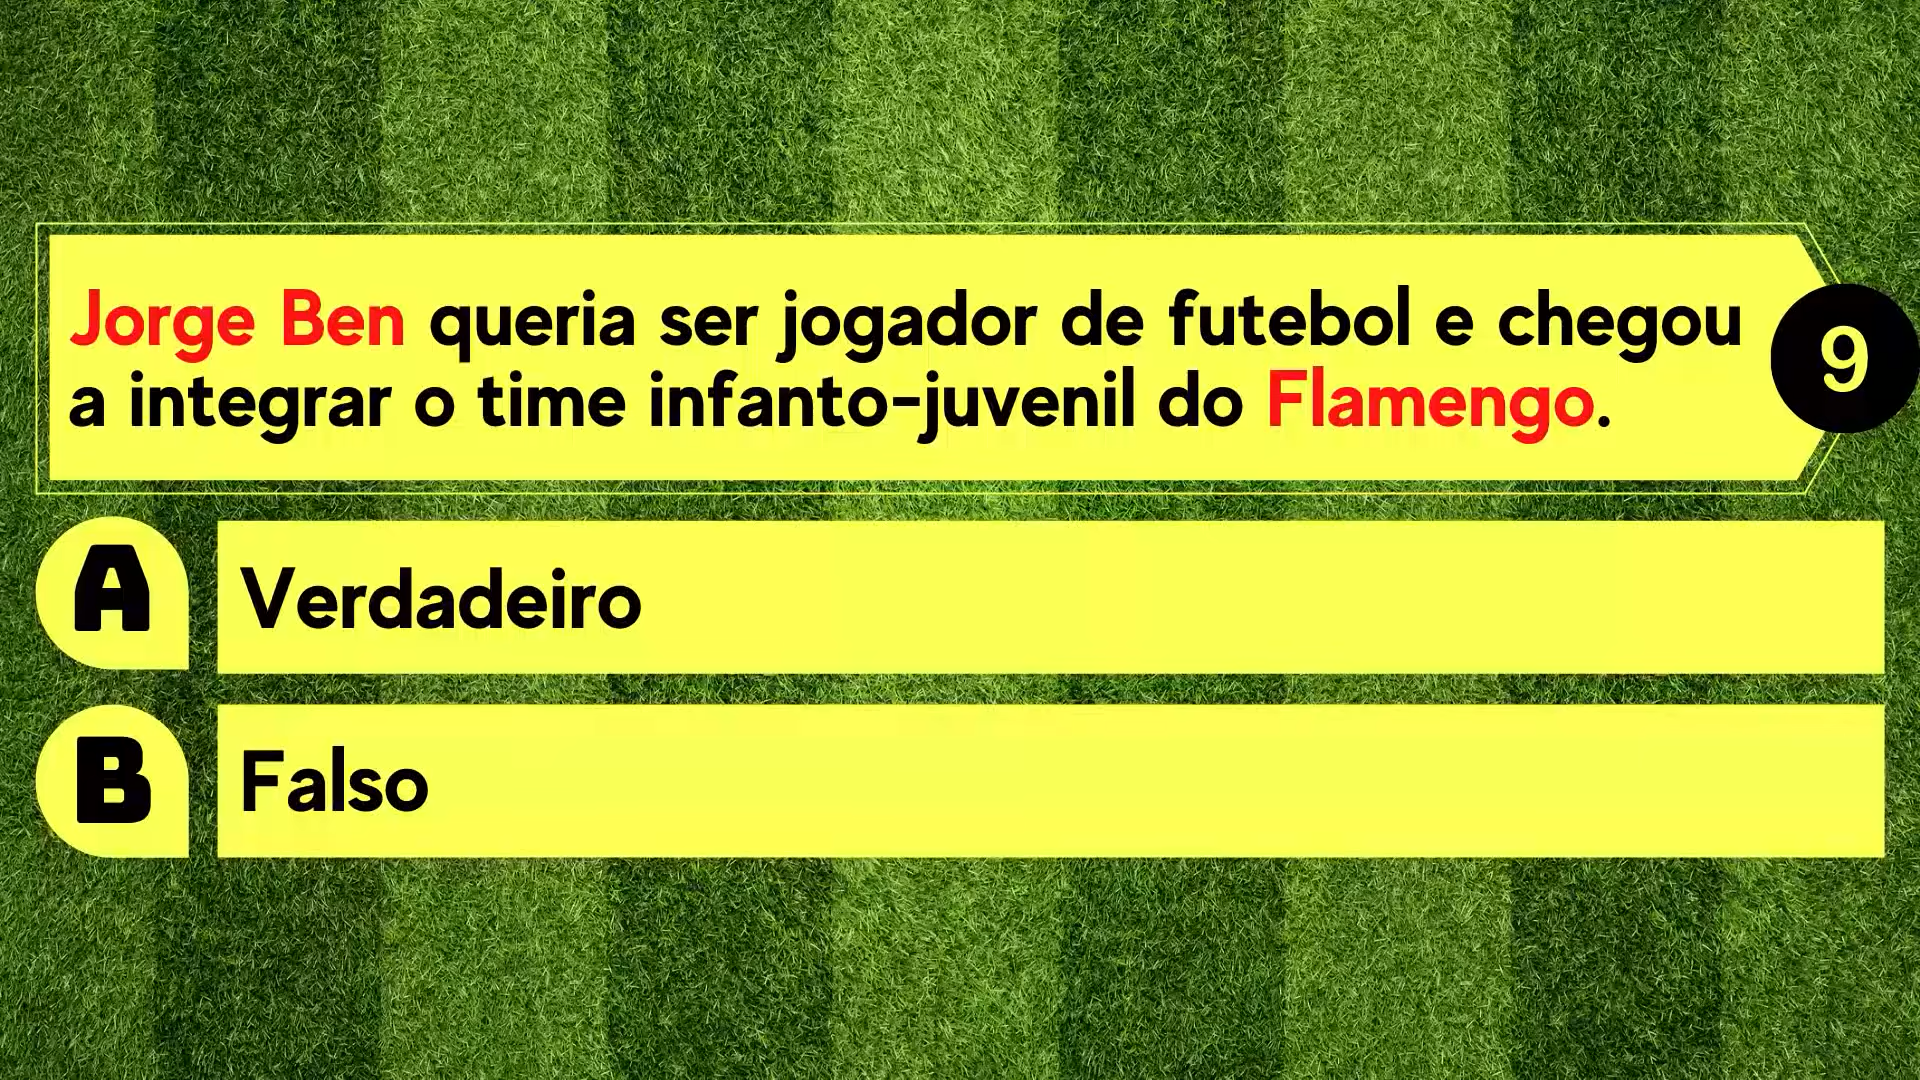 Jorge Ben queria ser jogador de futebol e chegou
a integrar o time infanto-juvenil do Flamengo.
9
A
Verdadeiro
B
Falso